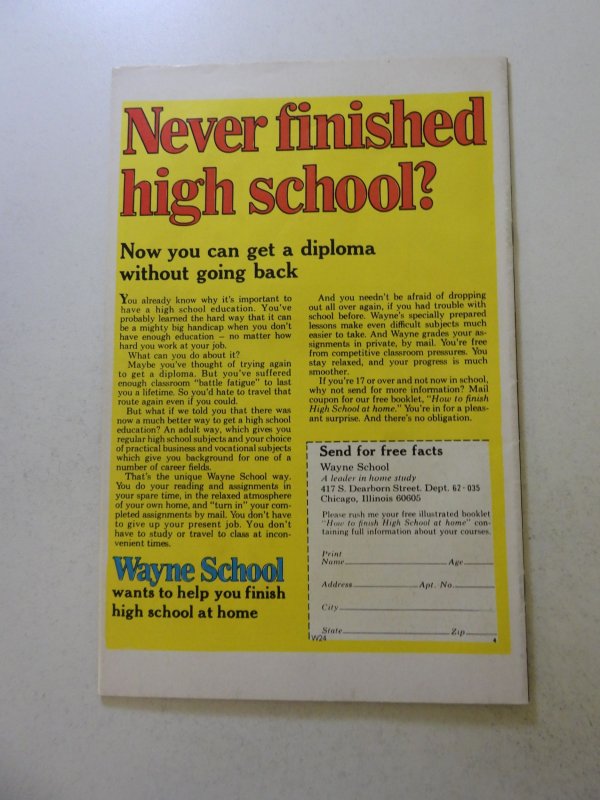 Never finished
high school?
Now you can get a diploma
without going back
You already know why it's important to
have a high school education. You've
probably learned the hard way that it can
be a mighty big handicap when you don't
have enough education – no matter how
hard you work at your job.
What can you do about it?
Maybe you've thought of trying again
to get a diploma. But you've suffered
enough classroom "battle fatigue" to last
you a lifetime. So you'd hate to travel that
route again even if you could.
But what if we told you that there was
now a much better way to get a high school
education? An adult way, which gives you
regular high school subjects and your choice
of practical business and vocational subjects
which give you background for one of a
number of career fields.
That's the unique Wayne School way.
You do your reading and assignments in
your spare time, in the relaxed atmosphere
of your own home, and "turn in" your com-
pleted assignments by mail. You don't have
to give up your present job. You don't
have to study or travel to class at incon-
venient times.
Wayne School
wants to help you finish
high school at home
And you needn't be afraid of dropping
out all over again, if you had trouble with
school before. Wayne's specially prepared
lessons make even difficult subjects much
easier to take. And Wayne grades your as-
signments in private, by mail. You're free
from competitive classroom pressures. You
stay relaxed, and your progress is much
smoother.
If you're 17 or over and not now in school,
why not send for more information? Mail
coupon for our free booklet, "How to finish
High School at home." You're in for a pleas-
ant surprise. And there's no obligation.
Send for free facts
Wayne School
A leader in home study
417 S. Dearborn Street. Dept. 62-035
Chicago, Illinois 60605
Please rush me your free illustrated booklet
"How to finish High School at home" con-
taining full information about your courses.
Print
Name Age
Address Apt. No.
City
State Zip
W24 4